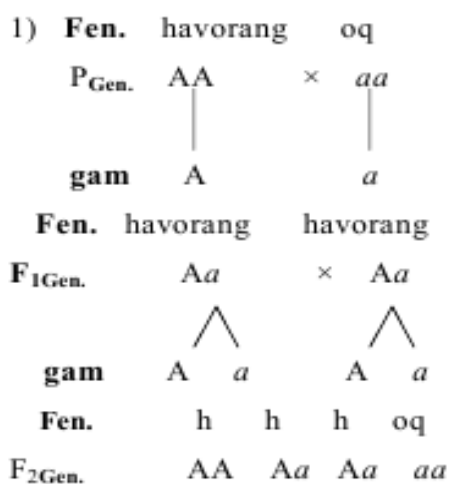 1) Fen. havorang oq
PGen. AA × aa
gam A a
Fen. havorang havorang
F1Gen. Aa × Aa
gam A a A a
Fen. h h h oq
F2Gen. AA Aa Aa aa